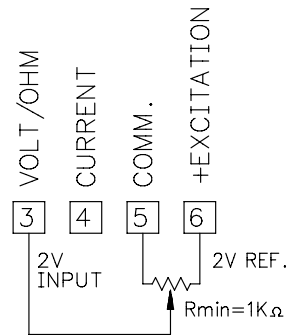 VOLT/OHM
CURRENT
COMM.
+EXCITATION
3 4 5 6
2V
INPUT
2V REF.
Rmin=1KΩ